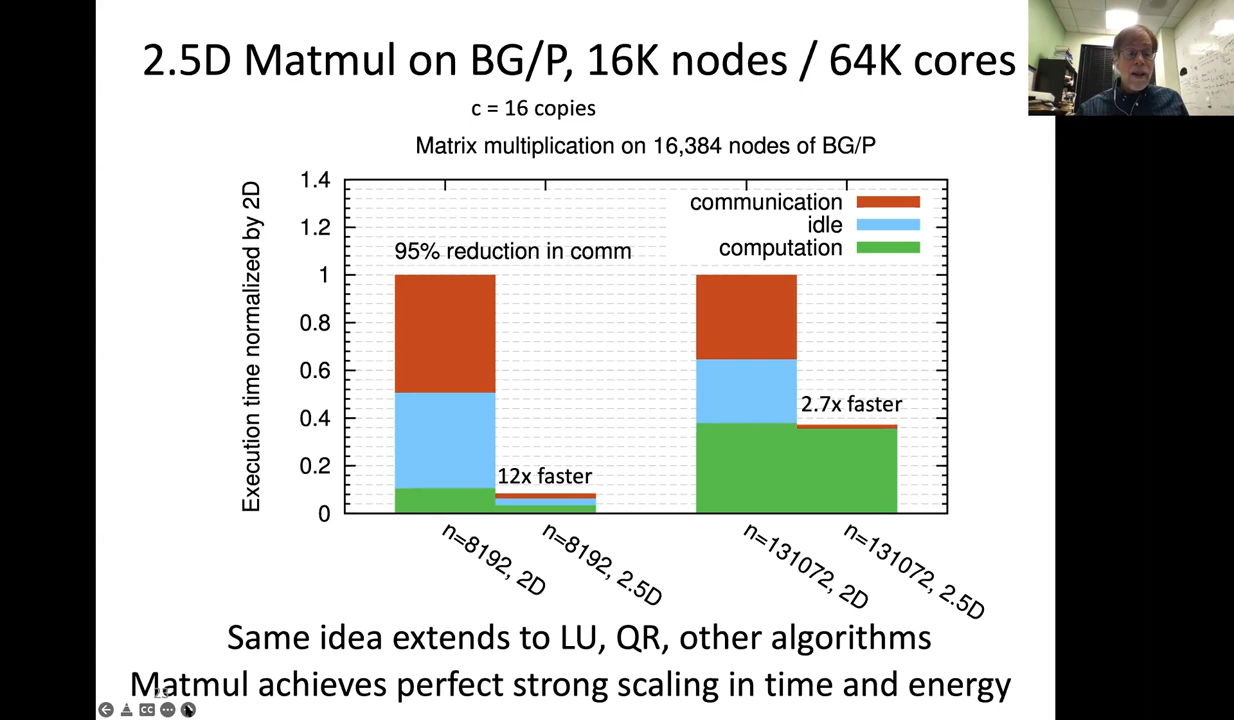 2.5D Matmul on BG/P, 16K nodes / 64K cores
c = 16 copies
Matrix multiplication on 16,384 nodes of BG/P
Execution time normalized by 2D
1.4
1.2
1
0.8
0.6
0.4
0.2
0
communication
idle
computation
95% reduction in comm
12x faster
2.7x faster
n=8192, 2D
n=8192, 2.5D
n=131072, 2D
n=131072, 2.5D
Same idea extends to LU, QR, other algorithms
Matmul achieves perfect strong scaling in time and energy
CC